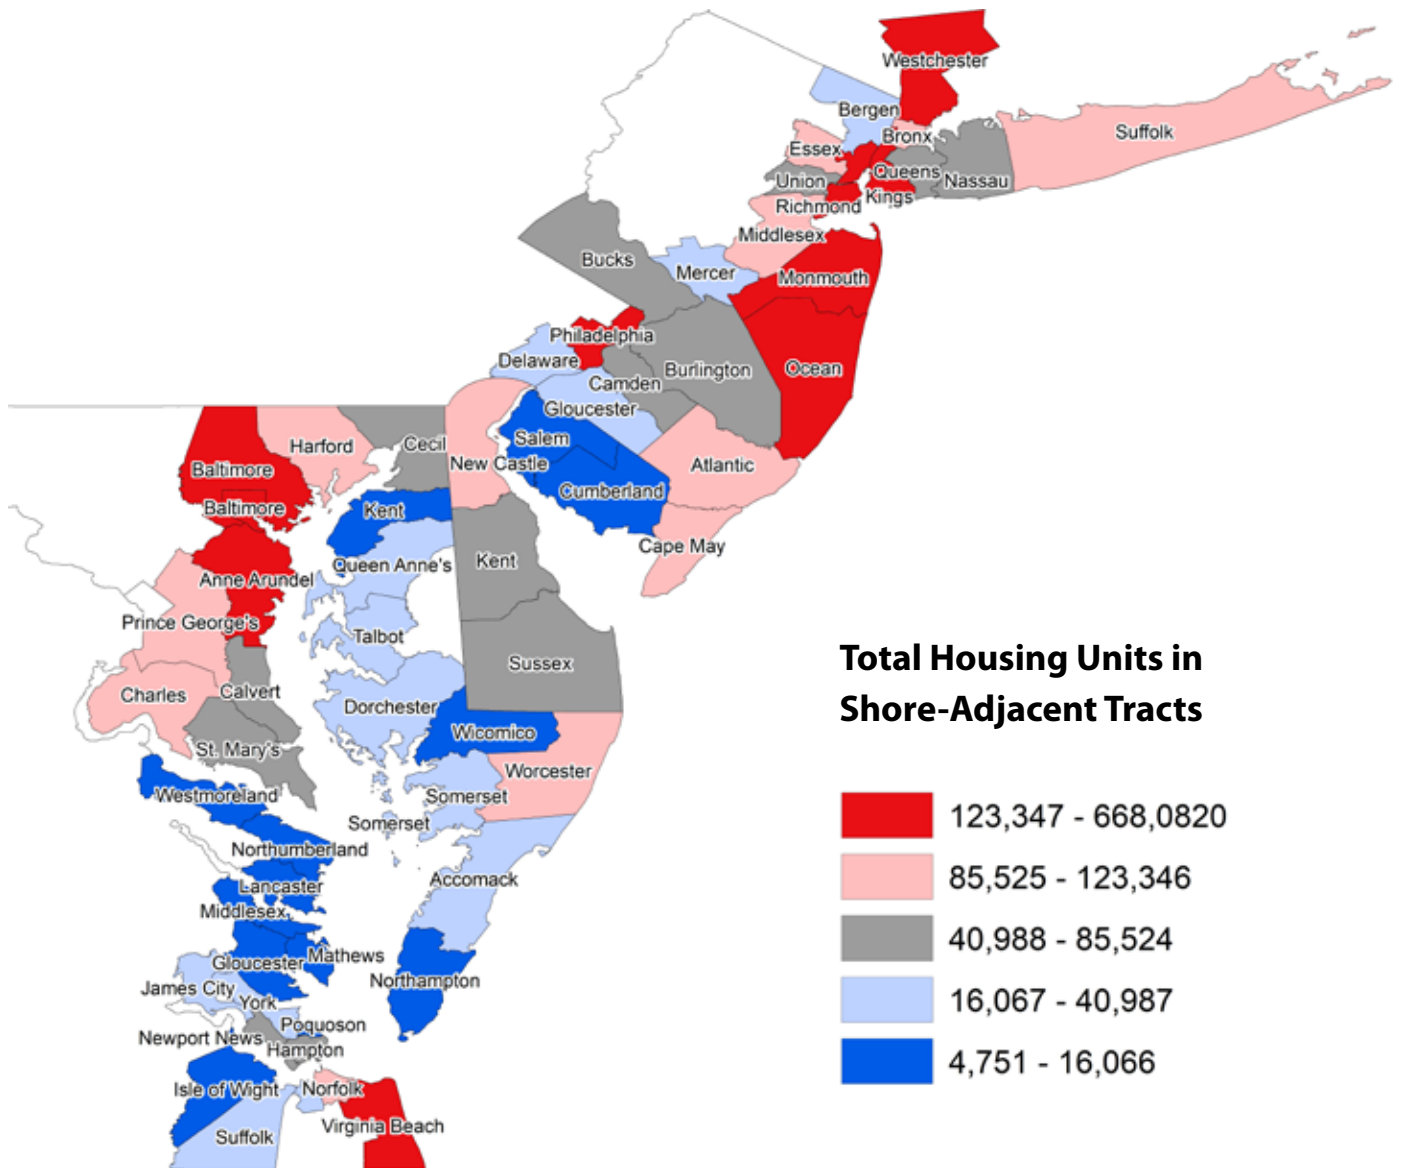 Westchester
Bergen
Bronx
Suffolk
Essex
Queens
Union
Nassau
Kings
Richmond
Middlesex
Bucks
Mercer
Monmouth
Philadelphia
Delaware
Burlington
Ocean
Camden
Gloucester
Harford
Cecil
Salem
New Castle
Atlantic
Baltimore
Cumberland
Baltimore
Kent
Cape May
Kent
Queen Anne's
Anne Arundel
Prince George's
Talbot
Sussex
Charles
Calvert
Dorchester
Wicomico
St. Mary's
Worcester
Westmoreland
Somerset
Somerset
Northumberland
Accomack
Lancaster
Middlesex
Mathews
Gloucester
Northampton
James City
York
Poquoson
Newport News
Hampton
Isle of Wight
Norfolk
Virginia Beach
Suffolk
Total Housing Units in
Shore-Adjacent Tracts
123,347 - 668,0820
85,525 - 123,346
40,988 - 85,524
16,067 - 40,987
4,751 - 16,066